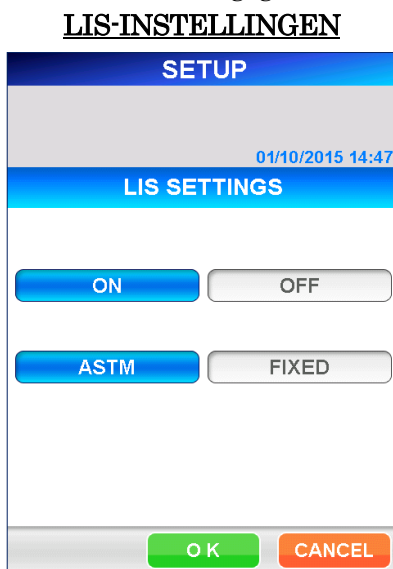 LIS-INSTELLINGEN
SETUP
01/10/2015 14:47
LIS SETTINGS
ON OFF
ASTM FIXED
OK CANCEL